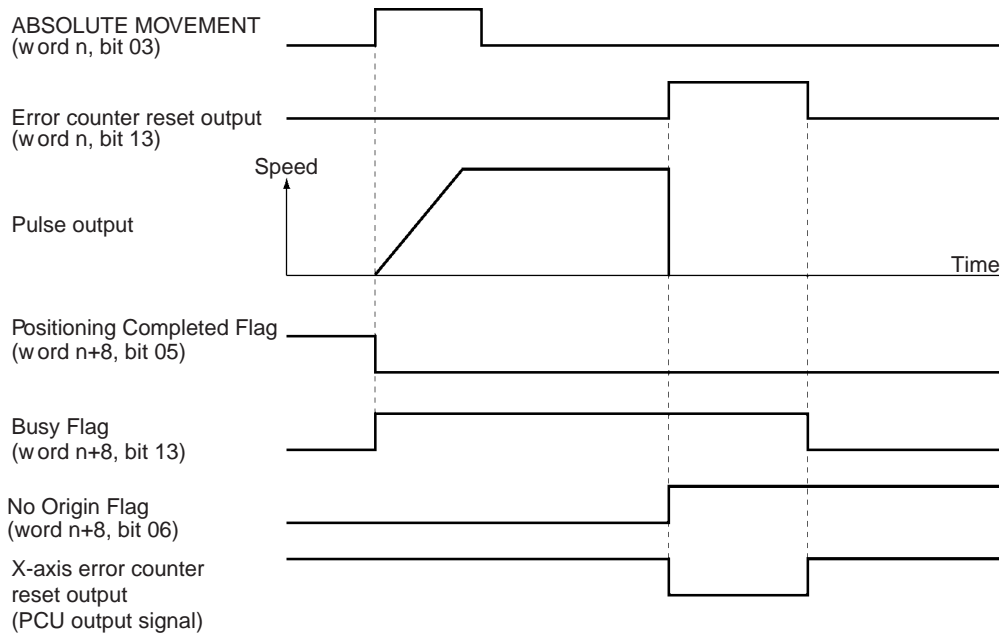 ABSOLUTE MOVEMENT
(word n, bit 03)
Error counter reset output
(word n, bit 13)
Speed
Pulse output
Time
Positioning Completed Flag
(word n+8, bit 05)
Busy Flag
(word n+8, bit 13)
No Origin Flag
(word n+8, bit 06)
X-axis error counter
reset output
(PCU output signal)